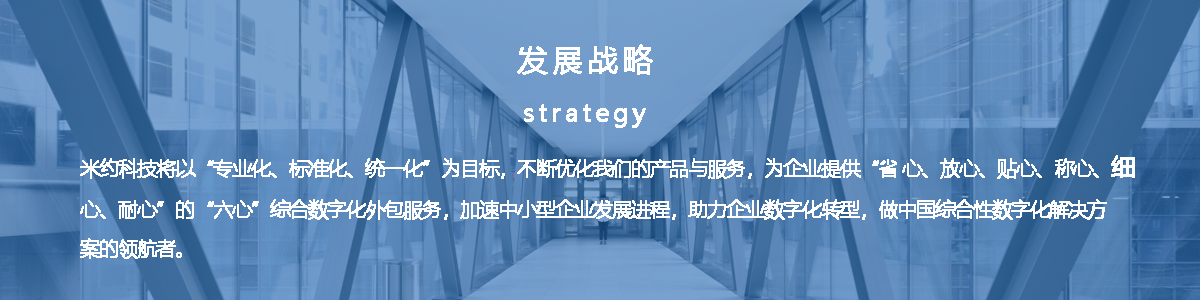 发展战略
strategy
米约科技将以“专业化、标准化、统一化”为目标，不断优化我们的产品与服务，为企业提供“省心、放心、贴心、称心、细
心、耐心”的“六心”综合数字化外包服务，加速中小型企业发展进程，助力企业数字化转型，做中国综合性数字化解决方
案的领航者。